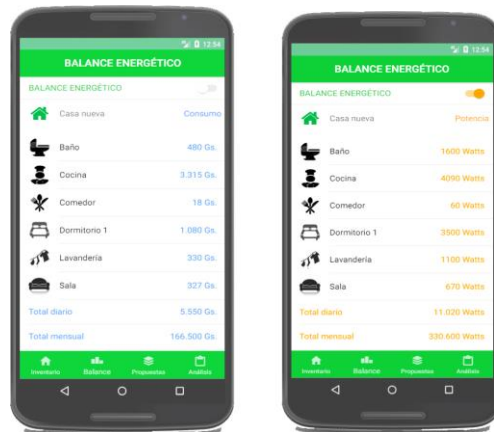 12:54
BALANCE ENERGÉTICO
BALANCE ENERGÉTICO
Casa nueva Consumo
Baño 480 Gs.
Cocina 3.315 Gs.
Comedor 18 Gs.
Dormitorio 1 1.080 Gs.
Lavandería 330 Gs.
Sala 327 Gs.
Total diario 5.550 Gs.
Total mensual 166.500 Gs.
Inventario Balance Propuestas Análisis
12:54
BALANCE ENERGÉTICO
BALANCE ENERGÉTICO
Casa nueva Potencia
Baño 1600 Watts
Cocina 4090 Watts
Comedor 60 Watts
Dormitorio 1 3500 Watts
Lavandería 1100 Watts
Sala 670 Watts
Total diario 11.020 Watts
Total mensual 330.600 Watts
Inventario Balance Propuestas Análisis